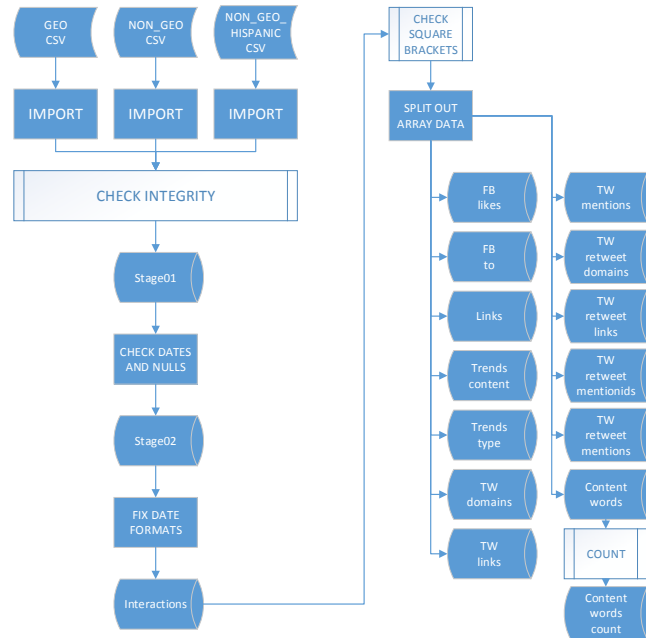 GEO
CSV
NON_GEO
CSV
NON_GEO_
HISPANIC
CSV
IMPORT
IMPORT
IMPORT
CHECK INTEGRITY
Stage01
CHECK DATES
AND NULLS
Stage02
FIX DATE
FORMATS
Interactions
CHECK
SQUARE
BRACKETS
SPLIT OUT
ARRAY DATA
FB
likes
FB
to
Links
Trends
content
Trends
type
TW
domains
TW
links
TW
mentions
TW
retweet
domains
TW
retweet
links
TW
retweet
mentionids
TW
retweet
mentions
Content
words
COUNT
Content
words
count